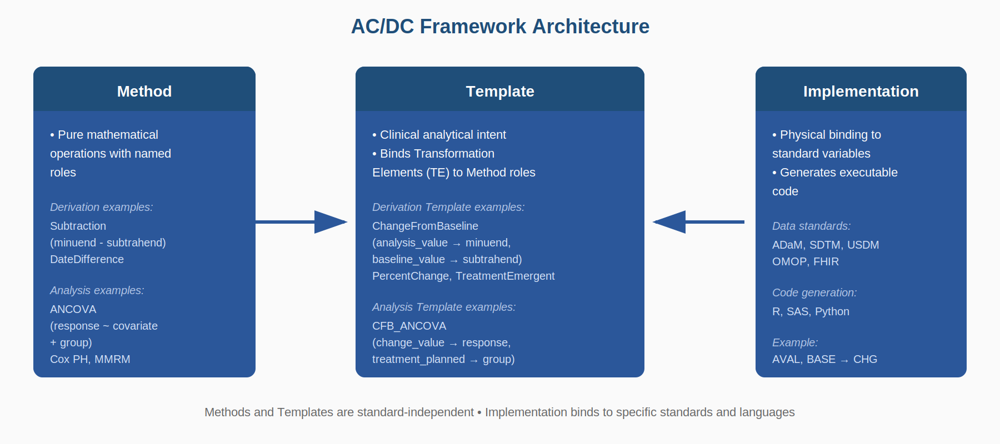 AC/DC Framework Architecture
Method
• Pure mathematical
operations with named
roles
Derivation examples:
Subtraction
(minuend - subtrahend)
DateDifference
Analysis examples:
ANCOVA
(response ~ covariate
+ group)
Cox PH, MMRM
Template
• Clinical analytical intent
• Binds Transformation
Elements (TE) to Method roles
Derivation Template examples:
ChangeFromBaseline
(analysis_value → minuend,
baseline_value → subtrahend)
PercentChange, TreatmentEmergent
Analysis Template examples:
CFB_ANCOVA
(change_value → response,
treatment_planned → group)
Implementation
• Physical binding to
standard variables
• Generates executable
code
Data standards:
ADaM, SDTM, USDM
OMOP, FHIR
Code generation:
R, SAS, Python
Example:
AVAL, BASE → CHG
Methods and Templates are standard-independent • Implementation binds to specific standards and languages